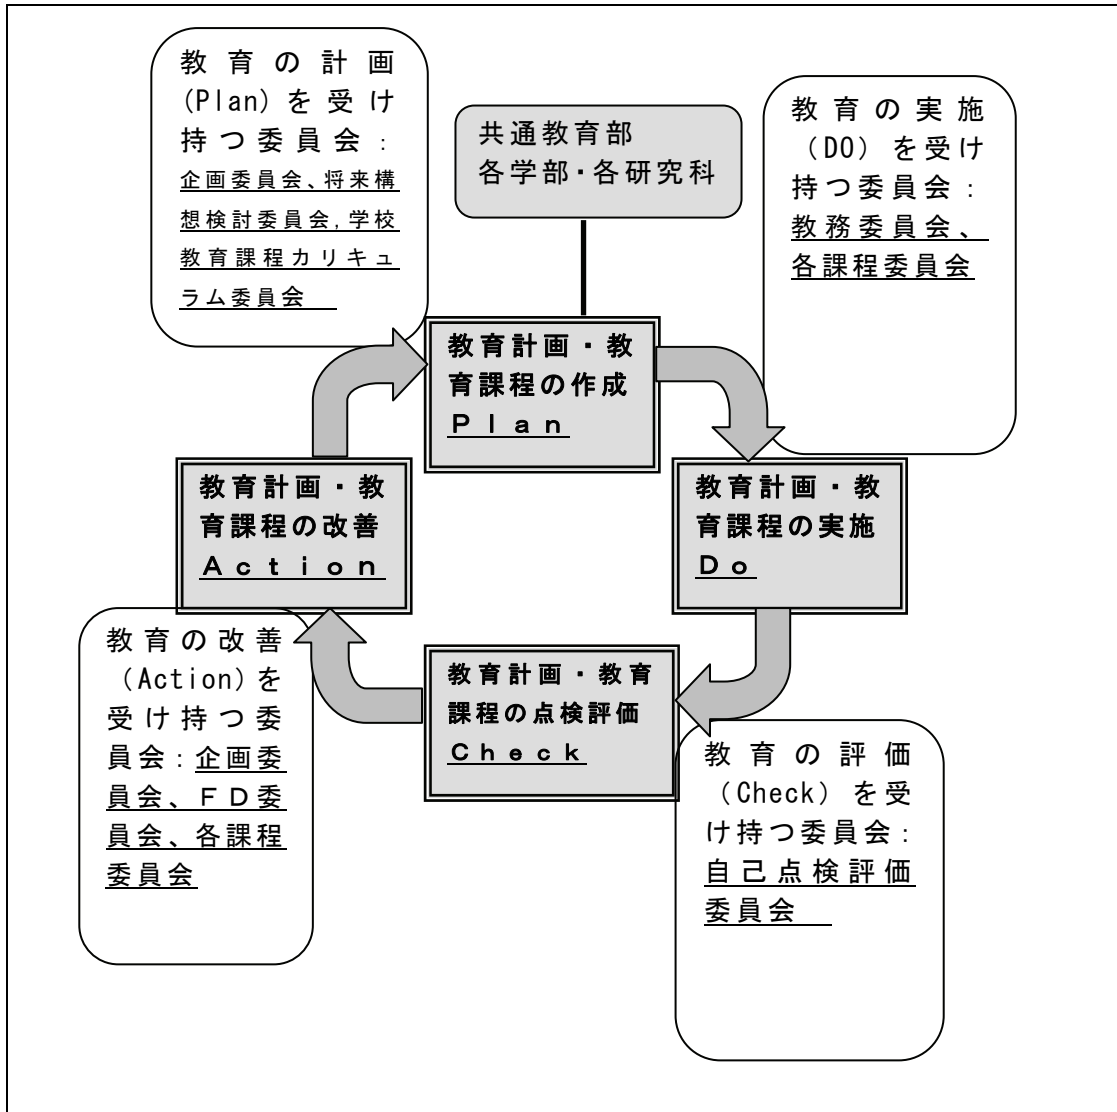 教育の計画
(Plan)を受け
持つ委員会：
企画委員会、将来構
想検討委員会,学校
教育課程カリキュ
ラム委員会
共通教育部
各学部・各研究科
教育の実施
（DO）を受け
持つ委員会：
教務委員会、
各課程委員会
教育計画・教
育課程の作成
Ｐｌａｎ
教育計画・教
育課程の改善
Ａｃｔｉｏｎ
教育計画・教
育課程の実施
Ｄｏ
教育の改善
（Action)を
受け持つ委
員会：企画委
員会、ＦＤ委
員会、各課程
委員会
教育計画・教育
課程の点検評価
Ｃｈｅｃｋ
教育の評価
（Check）を受
け持つ委員会：
自己点検評価
委員会